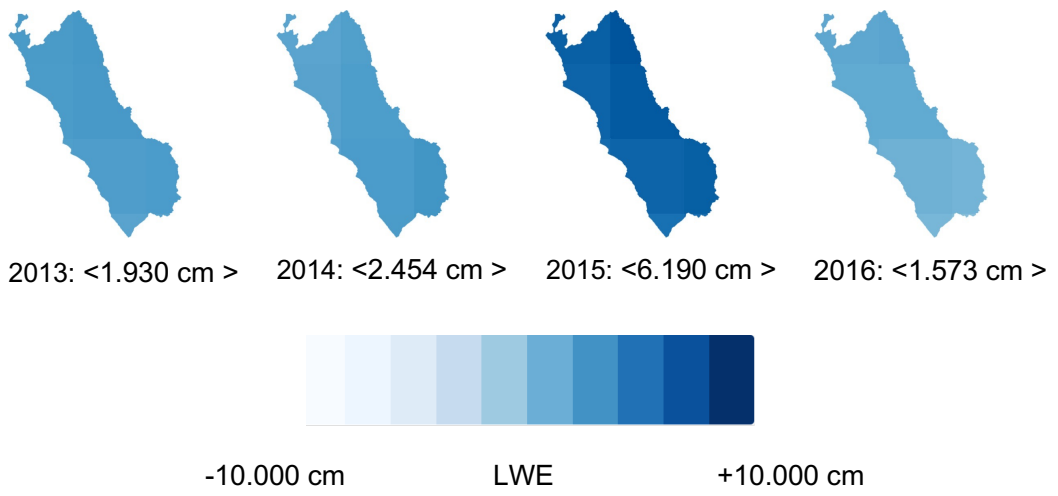 2013: <1.930 cm > 2014: <2.454 cm > 2015: <6.190 cm > 2016: <1.573 cm >
-10.000 cm LWE +10.000 cm